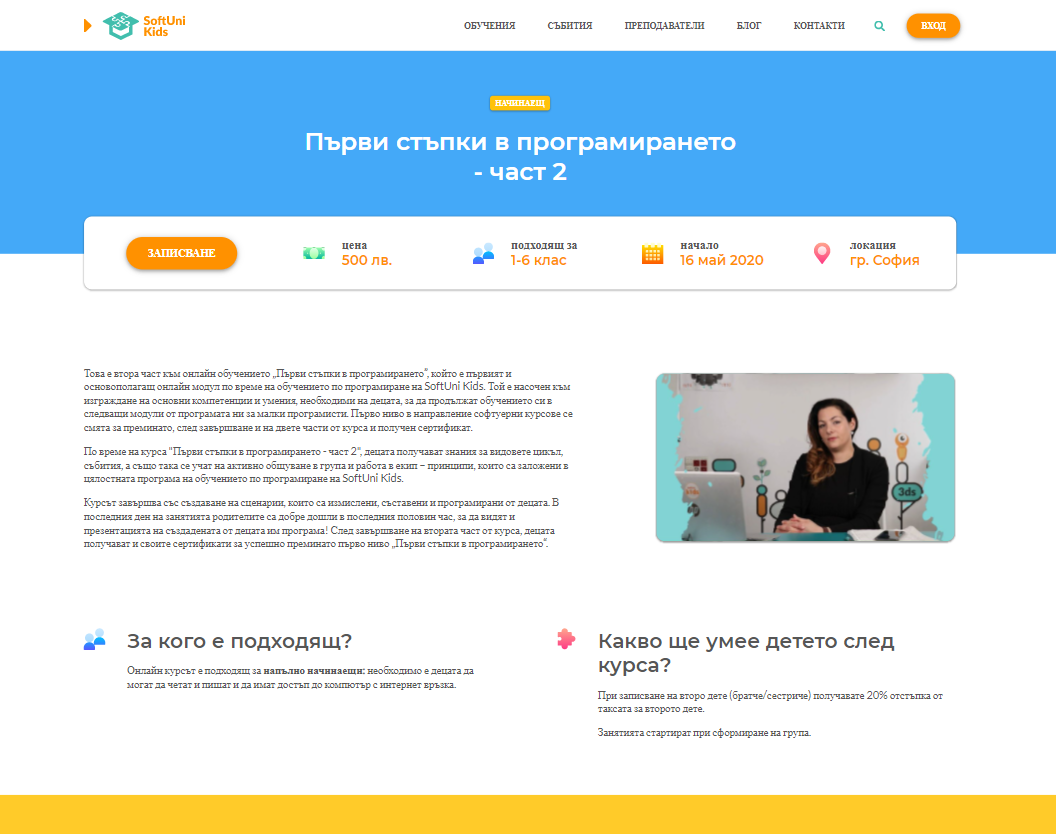 SoftUni
Kids
ОБУЧЕНИЯ
СЪБИТИЯ
ПРЕПОДАВАТЕЛИ
БЛОГ
КОНТАКТИ
ВХОД
НАЧИНАЕЩ
Първи стъпки в програмирането
- част 2
ЗАПИСВАНЕ
цена
500 лв.
подходящ за
1-6 клас
начало
16 май 2020
локация
гр. София
Това е втора част към онлайн обучението „Първи стъпки в програмирането“, който е първият и
основополагащ онлайн модул по време на обучението по програмиране на SoftUni Kids. Той е насочен към
изграждане на основни компетенции и умения, необходими на децата, за да продължат обучението си в
следващи модули от програмата ни за малки програмисти. Първо ниво в направление софтуерни курсове се
смята за преминато, след завършване и на двете части от курса и получен сертификат.
По време на курса "Първи стъпки в програмирането - част 2", децата получават знания за видовете цикъл,
събития, а също така се учат на активно общуване в група и работа в екип – принципи, които са заложени в
цялостната програма на обучението по програмиране на SoftUni Kids.
Курсът завършва със създаване на сценарии, които са измислени, съставени и програмирани от децата. В
последния ден на занятията родителите са добре дошли в последния половин час, за да видят и
презентацията на създадената от децата им програма! След завършване на втората част от курса, децата
получават и своите сертификати за успешно преминато първо ниво „Първи стъпки в програмирането“.
3ds
За кого е подходящ?
Онлайн курсът е подходящ за напълно начинаещи: необходимо е децата да
могат да четат и пишат и да имат достъп до компютър с интернет връзка.
Какво ще умее детето след
курса?
При записване на второ дете (братче/сестриче) получавате 20% отстъпка от
таксата за второто дете.
Занятията стартират при сформиране на група.